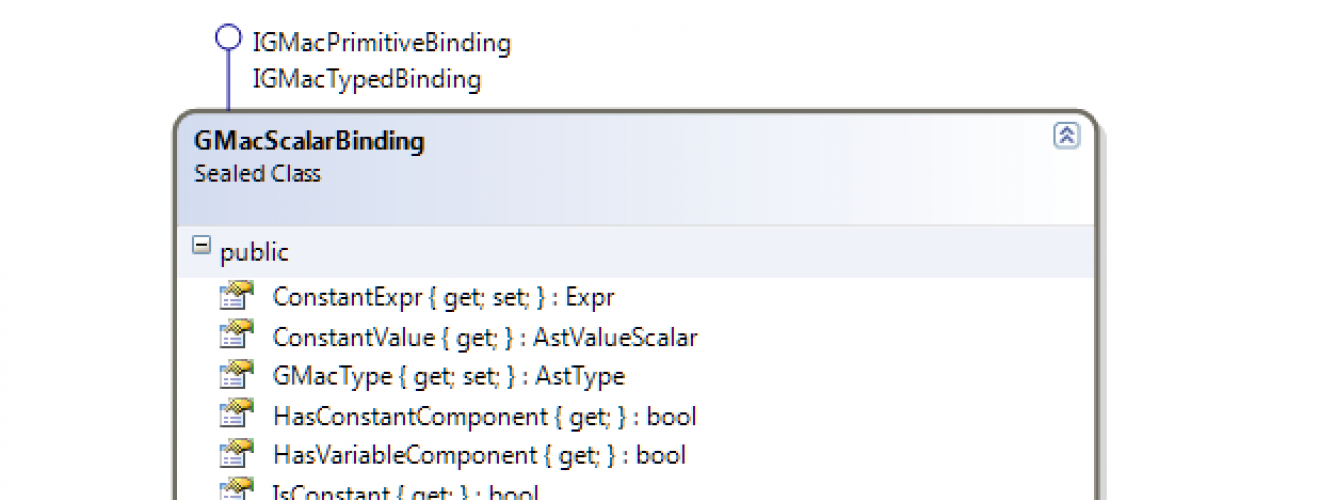 IGMacPrimitiveBinding
IGMacTypedBinding
GMacScalarBinding
Sealed Class
public
ConstantExpr { get; set; } : Expr
ConstantValue { get; } : AstValueScalar
GMacType { get; set; } : AstType
HasConstantComponent { get; } : bool
HasVariableComponent { get; } : bool
IsConstant { get; } : bool